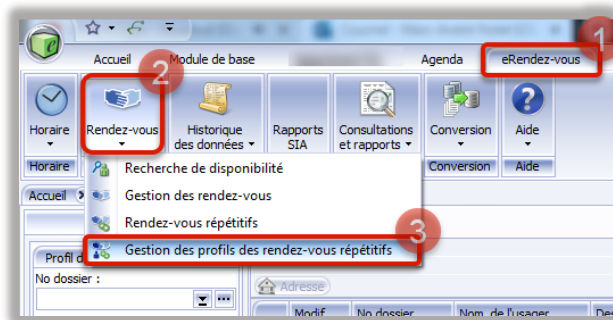 1
Accueil Module de base Agenda eRendez-vous
2
Horaire Rendez-vous Historique des données Rapports SIA Consultations et rapports Conversion Aide
Horaire Conversion Aide
Recherche de disponibilité
Accueil
Gestion des rendez-vous
Rendez-vous répétitifs
3
Gestion des profils des rendez-vous répétitifs
Profil d
No dossier :
Adresse
Modif No dossier Nom de l'usager De